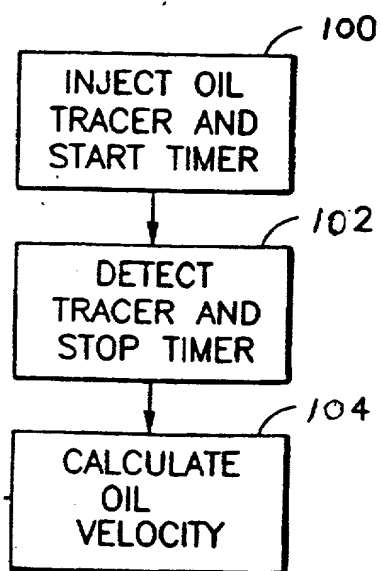 100
INJECT OIL
TRACER AND
START TIMER
102
DETECT
TRACER AND
STOP TIMER
104
CALCULATE
OIL
VELOCITY